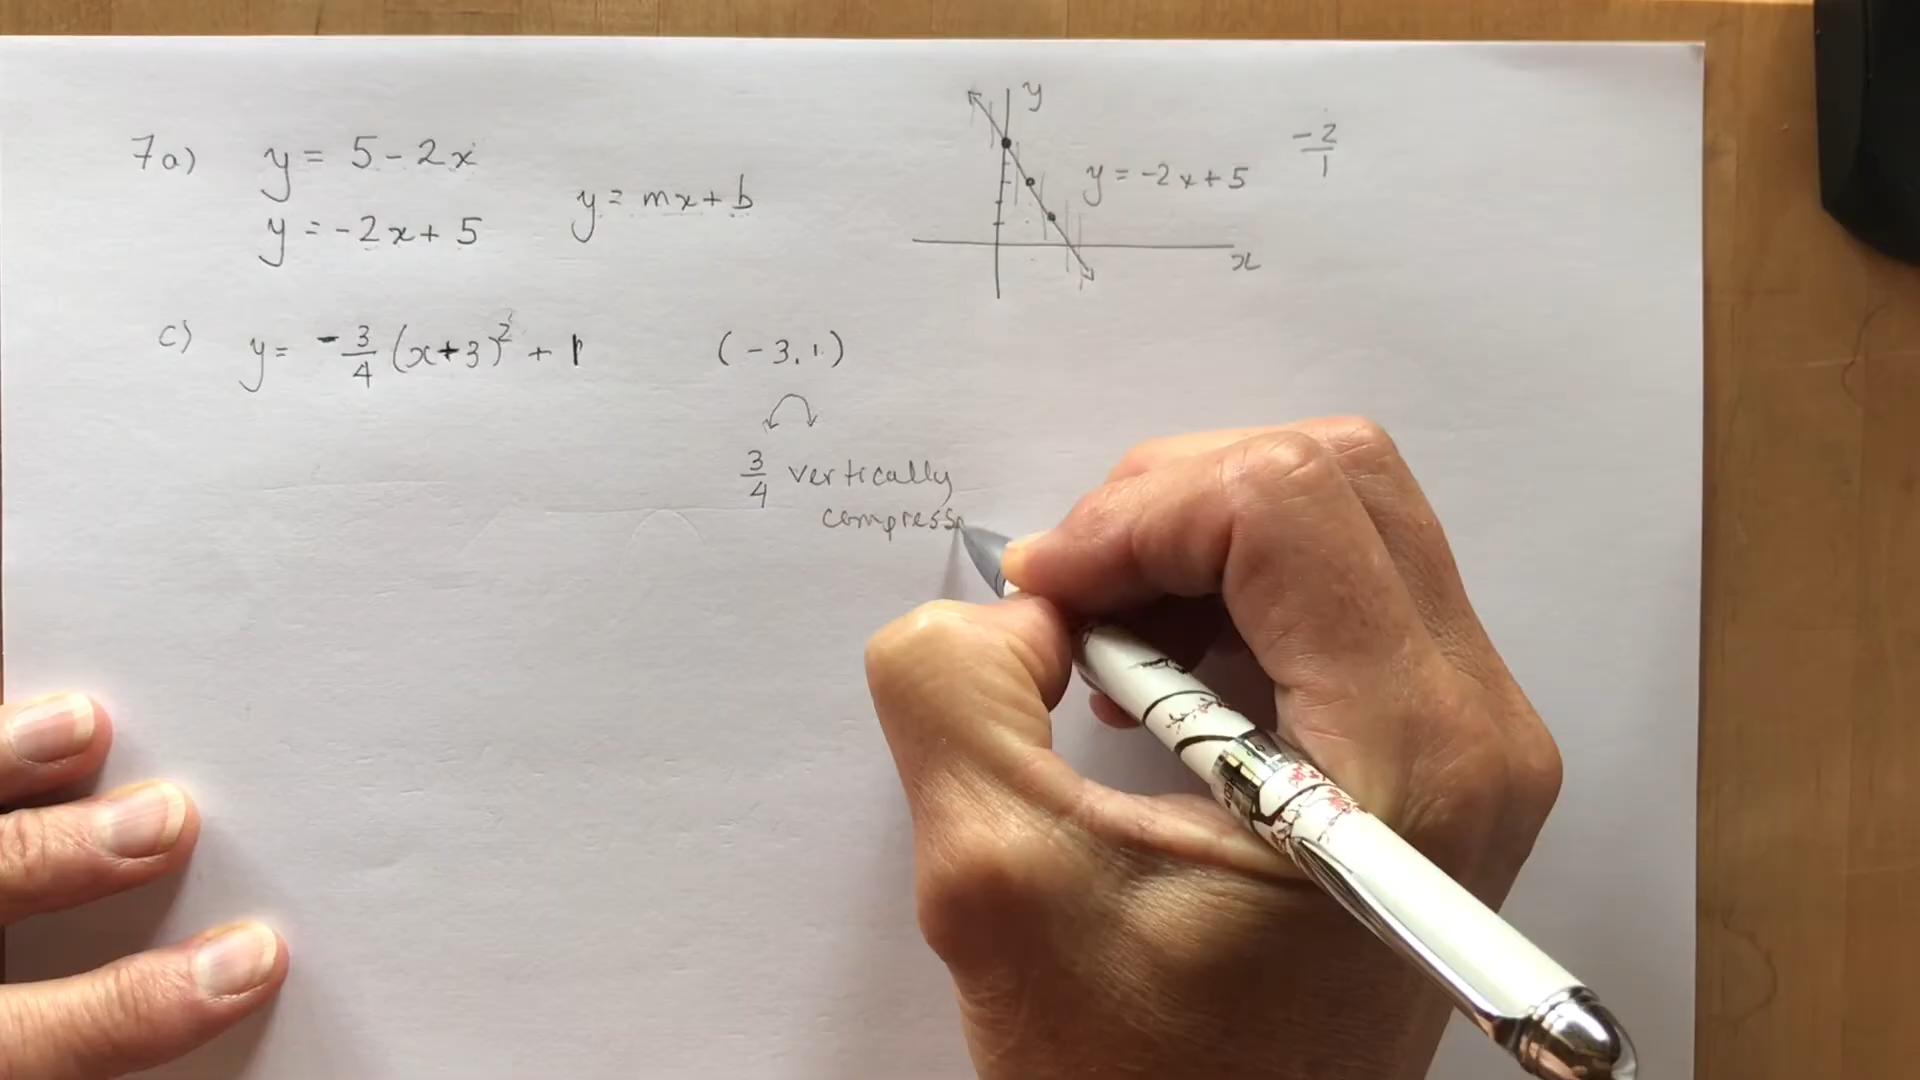 7a) y = 5 - 2x
y = -2x + 5
y = mx + b
y
y = -2x + 5
-2/1
x
c) y = -3/4 (x+3)² + 1
(-3, 1)
3/4 vertically
compress